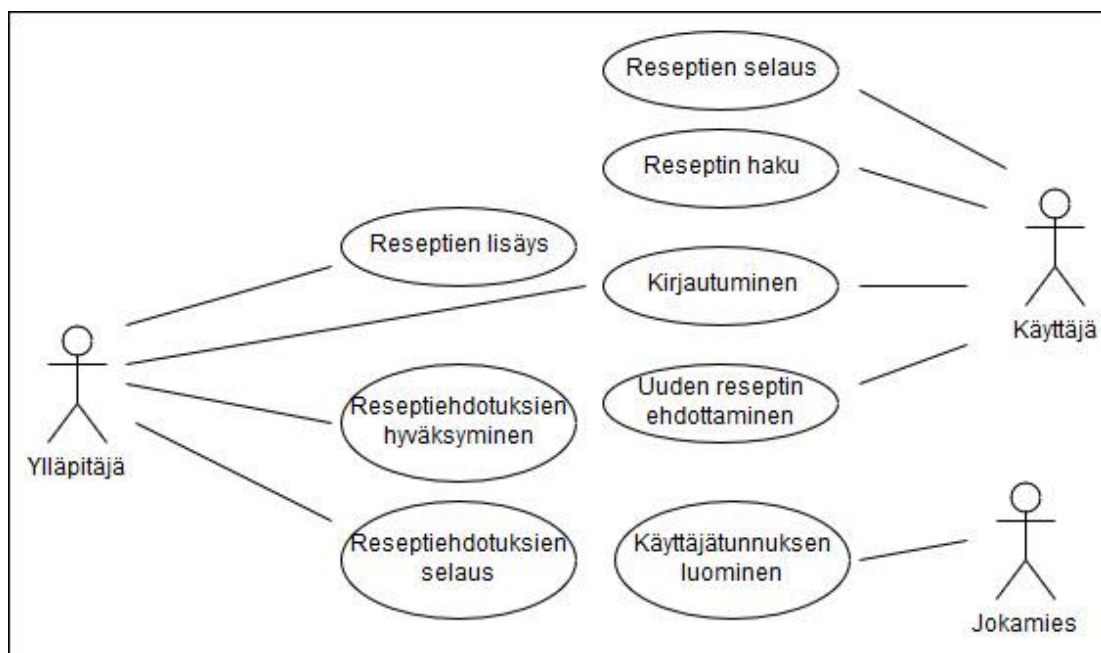 Reseptien selaus
Reseptin haku
Reseptien lisäys
Kirjautuminen
Käyttäjä
Reseptiehdotuksien
hyväksyminen
Uuden reseptin
ehdottaminen
Ylläpitäjä
Reseptiehdotuksien
selaus
Käyttäjätunnuksen
luominen
Jokamies